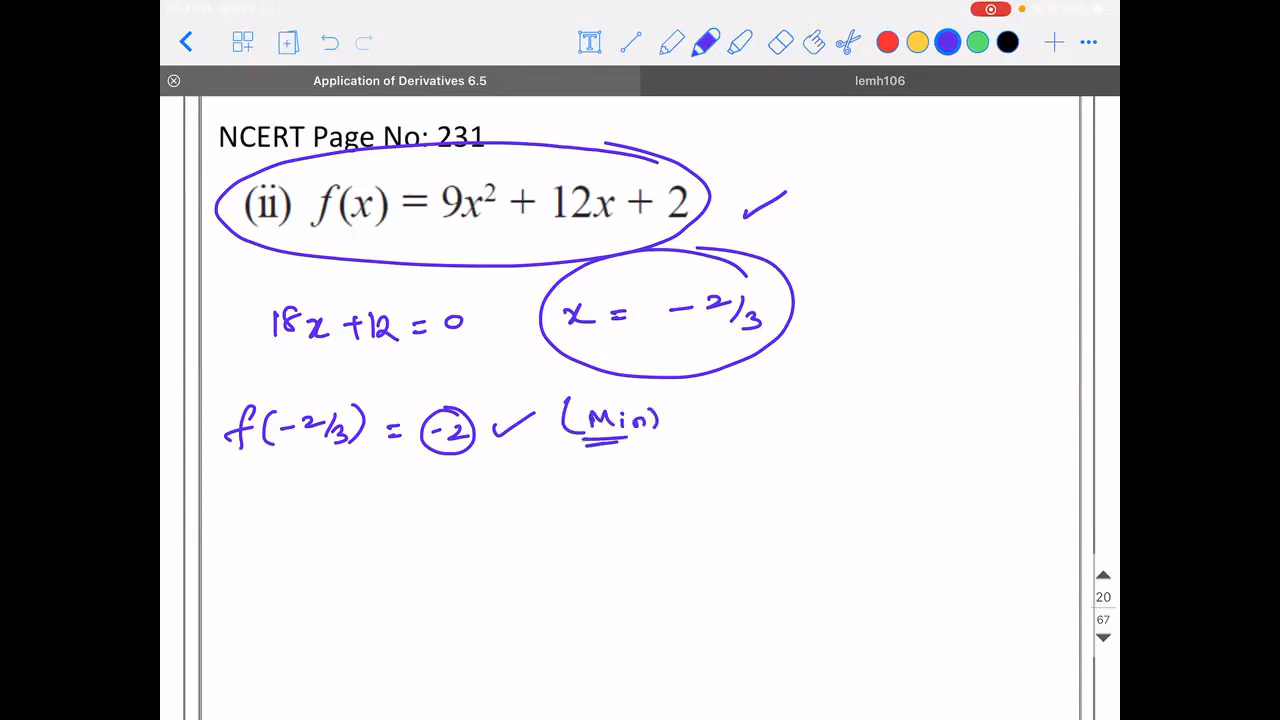 Application of Derivatives 6.5
lemh106
NCERT Page No: 231
(ii) f(x) = 9x² + 12x + 2
18x + 12 = 0
x = - 2/3
f(-2/3) = -2 ✓ (Min)
20
67